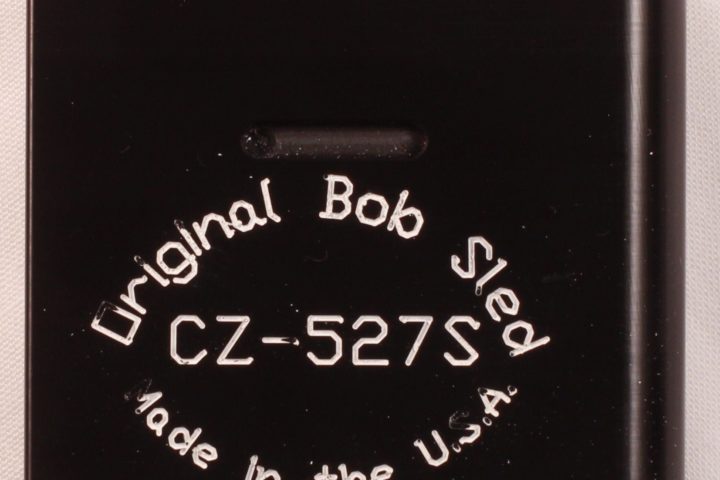 Original Bob Sled
CZ-527S
Made In the U.S.A.